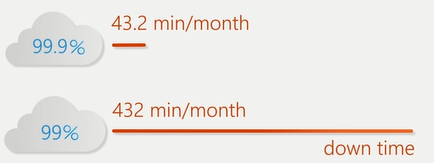 43.2 min/month
99.9%
432 min/month
99%
down time